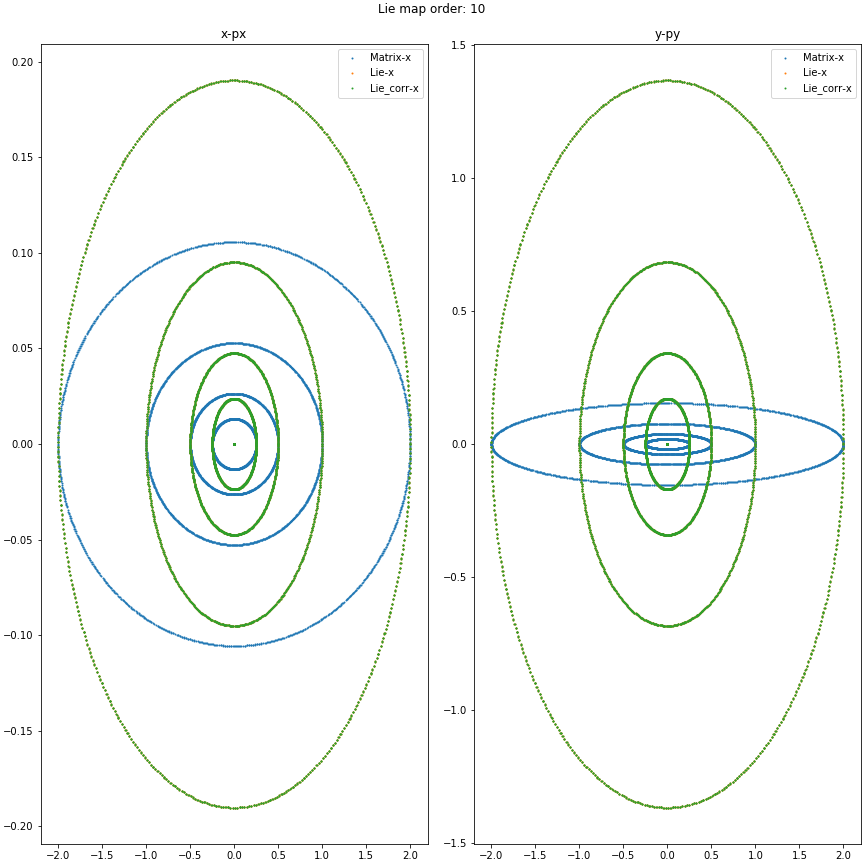 Lie map order: 10
x-px
y-py
Matrix-x
Lie-x
Lie_corr-x
Matrix-x
Lie-x
Lie_corr-x
0.20
0.15
0.10
0.05
0.00
−0.05
−0.10
−0.15
−0.20
−2.0 −1.5 −1.0 −0.5 0.0 0.5 1.0 1.5 2.0
1.5
1.0
0.5
0.0
−0.5
−1.0
−1.5
−2.0 −1.5 −1.0 −0.5 0.0 0.5 1.0 1.5 2.0